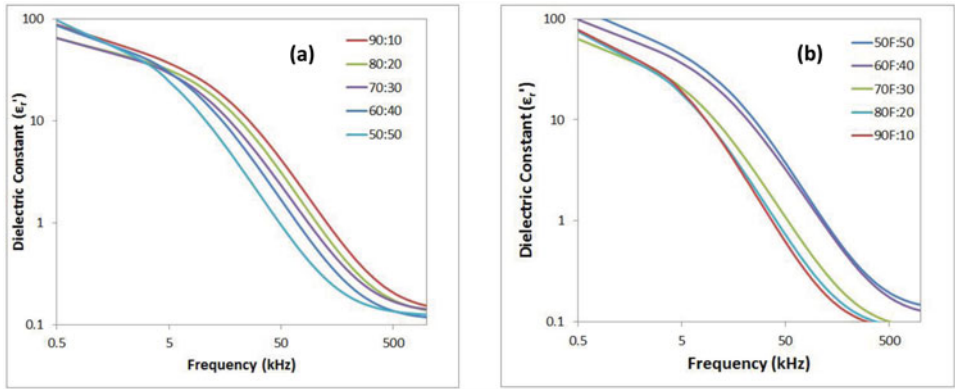 (a)
Dielectric Constant (εr')
100
10
1
0.1
0.5
5
50
500
Frequency (kHz)
90:10
80:20
70:30
60:40
50:50
(b)
Dielectric Constant (εr')
100
10
1
0.1
0.5
5
50
500
Frequency (kHz)
50F:50
60F:40
70F:30
80F:20
90F:10